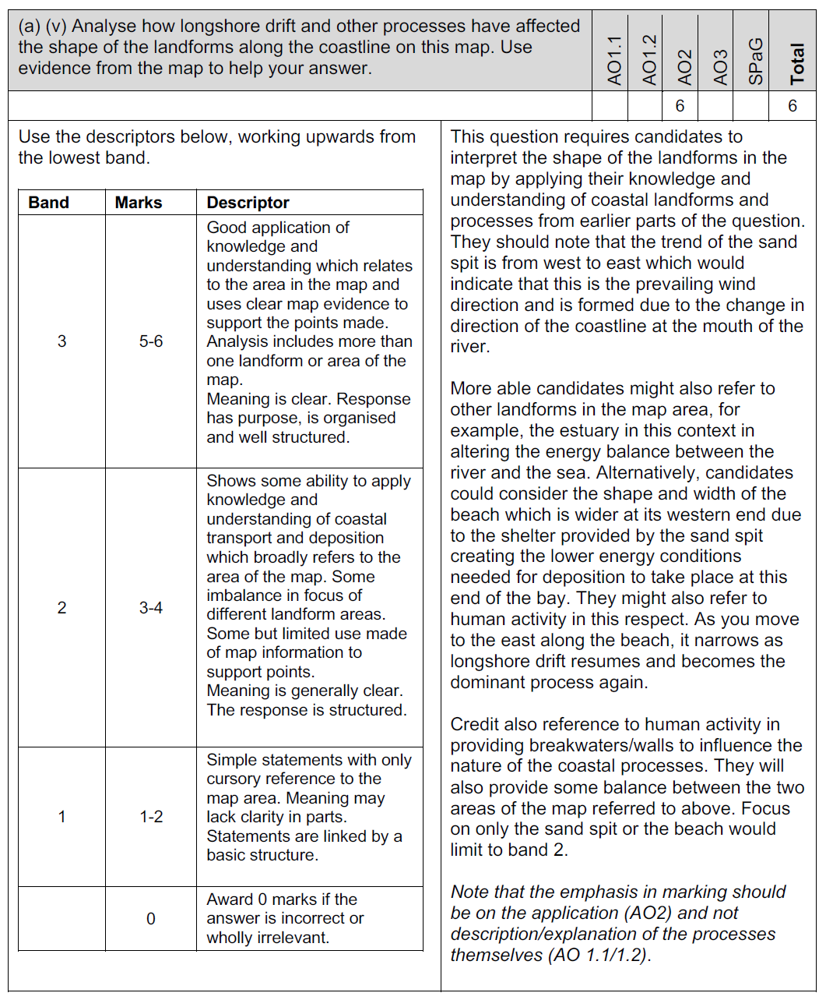 (a) (v) Analyse how longshore drift and other processes have affected
the shape of the landforms along the coastline on this map. Use
evidence from the map to help your answer.
AO1.1
AO1.2
AO2
AO3
SPaG
Total
6
6
Use the descriptors below, working upwards from
the lowest band.
Band
Marks
Descriptor
3
5-6
Good application of
knowledge and
understanding which relates
to the area in the map and
uses clear map evidence to
support the points made.
Analysis includes more than
one landform or area of the
map.
Meaning is clear. Response
has purpose, is organised
and well structured.
2
3-4
Shows some ability to apply
knowledge and
understanding of coastal
transport and deposition
which broadly refers to the
area of the map. Some
imbalance in focus of
different landform areas.
Some but limited use made
of map information to
support points.
Meaning is generally clear.
The response is structured.
1
1-2
Simple statements with only
cursory reference to the
map area. Meaning may
lack clarity in parts.
Statements are linked by a
basic structure.
0
Award 0 marks if the
answer is incorrect or
wholly irrelevant.
This question requires candidates to
interpret the shape of the landforms in the
map by applying their knowledge and
understanding of coastal landforms and
processes from earlier parts of the question.
They should note that the trend of the sand
spit is from west to east which would
indicate that this is the prevailing wind
direction and is formed due to the change in
direction of the coastline at the mouth of the
river.
More able candidates might also refer to
other landforms in the map area, for
example, the estuary in this context in
altering the energy balance between the
river and the sea. Alternatively, candidates
could consider the shape and width of the
beach which is wider at its western end due
to the shelter provided by the sand spit
creating the lower energy conditions
needed for deposition to take place at this
end of the bay. They might also refer to
human activity in this respect. As you move
to the east along the beach, it narrows as
longshore drift resumes and becomes the
dominant process again.
Credit also reference to human activity in
providing breakwaters/walls to influence the
nature of the coastal processes. They will
also provide some balance between the two
areas of the map referred to above. Focus
on only the sand spit or the beach would
limit to band 2.
Note that the emphasis in marking should
be on the application (AO2) and not
description/explanation of the processes
themselves (AO 1.1/1.2).